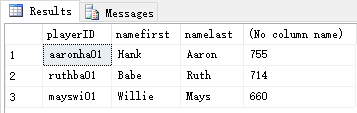 Results Messages
playerID namefirst namelast (No column name)
1 aaronha01 Hank Aaron 755
2 ruthba01 Babe Ruth 714
3 mayswi01 Willie Mays 660